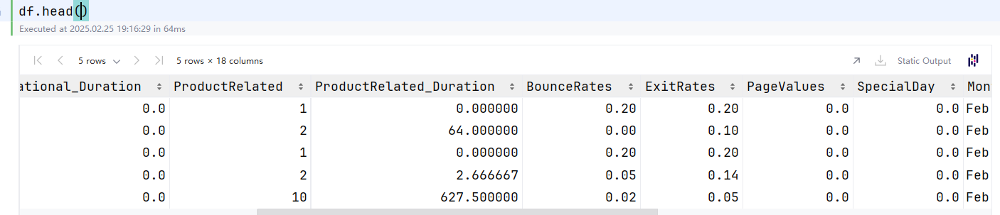 df.head()
Executed at 2025.02.25 19:16:29 in 64ms
5 rows 5 rows × 18 columns Static Output
ational_Duration ProductRelated ProductRelated_Duration BounceRates ExitRates PageValues SpecialDay Mon
0.0 1 0.000000 0.20 0.20 0.0 0.0 Feb
0.0 2 64.000000 0.00 0.10 0.0 0.0 Feb
0.0 1 0.000000 0.20 0.20 0.0 0.0 Feb
0.0 2 2.666667 0.05 0.14 0.0 0.0 Feb
0.0 10 627.500000 0.02 0.05 0.0 0.0 Feb